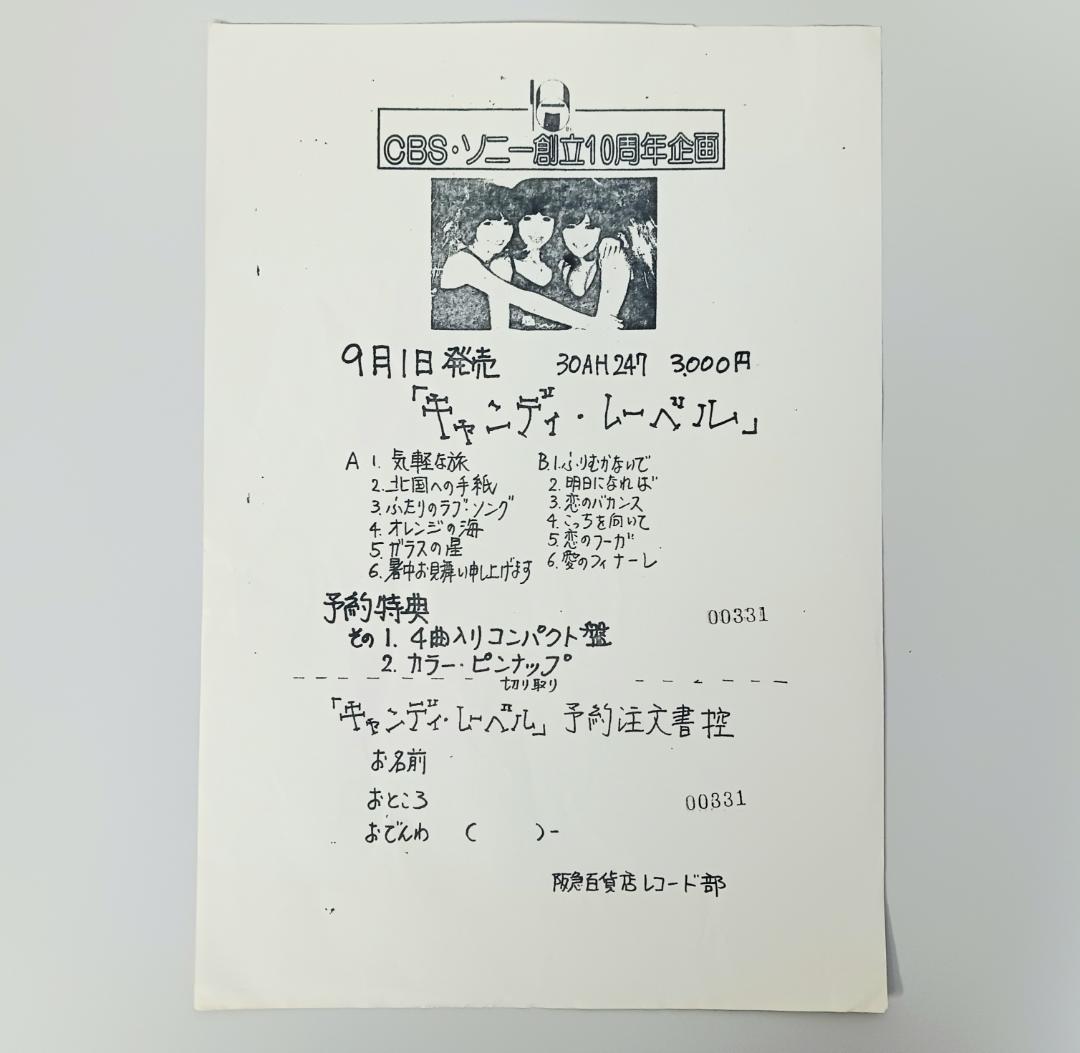 CBS・ソニー創立10周年企画
9月1日発売 30AH247 3,000円
「キャンディ・レーベル」
A 1. 気軽な旅
2. 北国への手紙
3. ふたりのラブ・ソング
4. オレンジの海
5. ガラスの星
6. 暑中お見舞い申し上げます
B. 1. ふりむかないで
2. 明日になれば
3. 恋のバカンス
4. こっちを向いて
5. 恋のフーガ
6. 愛のフィナーレ
予約特典
00331
その1. 4曲入りコンパクト盤
2. カラー・ピンナップ
切り取り
「キャンディ・レーベル」予約注文書控
お名前
おところ
00331
おでんわ ( )-
阪急百貨店レコード部